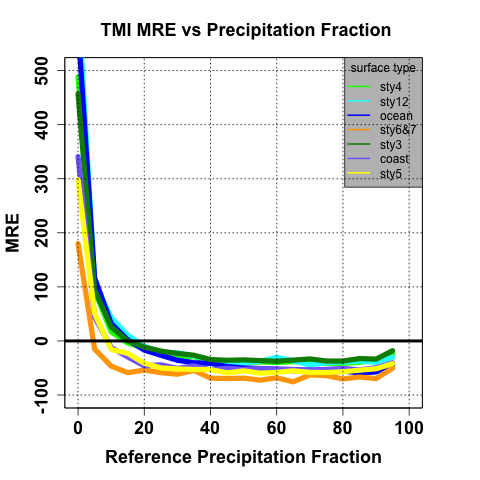 TMI MRE vs Precipitation Fraction
surface type
sty4
sty12
ocean
sty6&7
sty3
coast
sty5
MRE
500
400
300
200
100
0
-100
0 20 40 60 80 100
Reference Precipitation Fraction